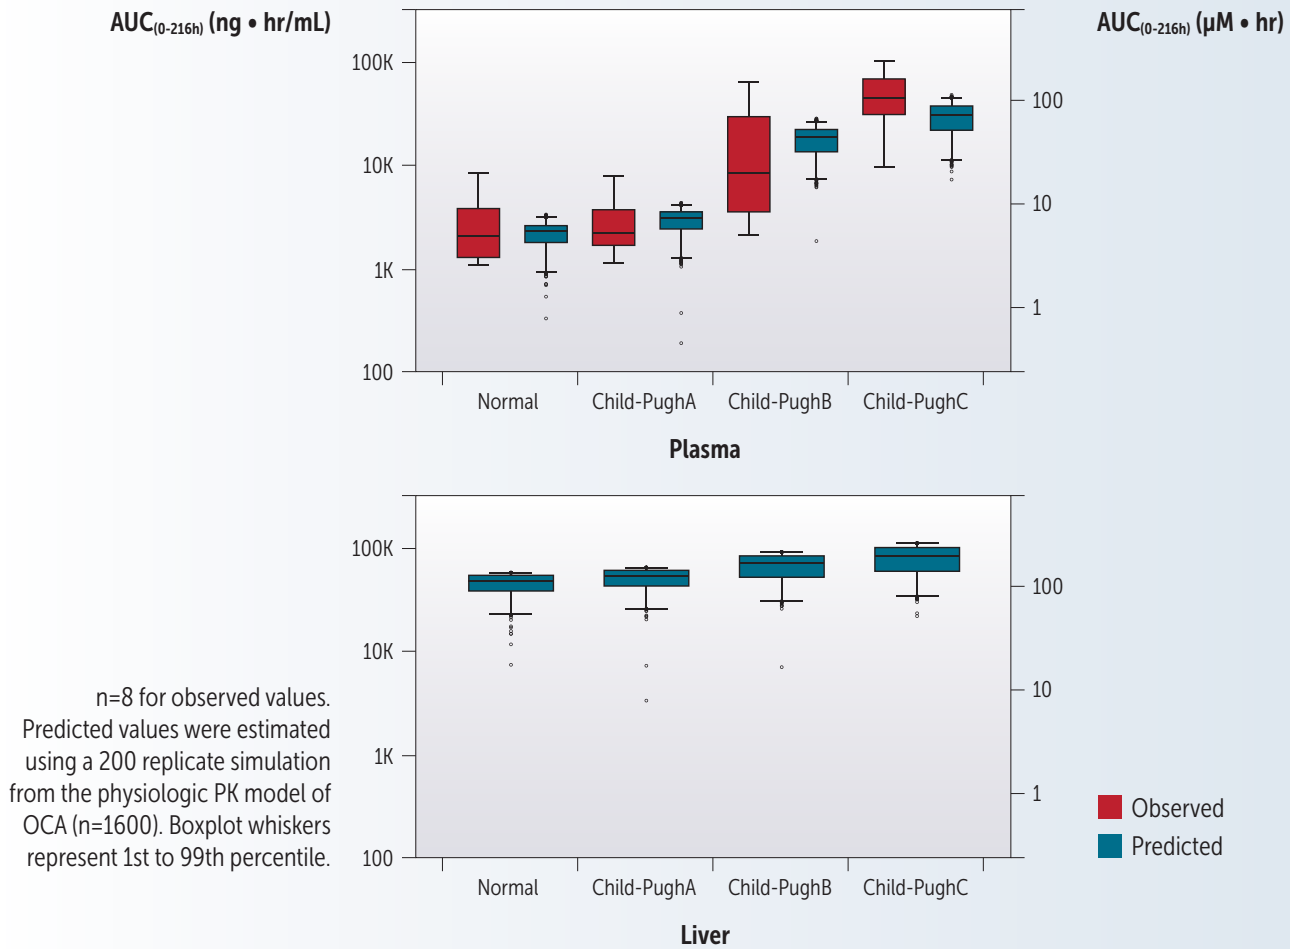 AUC(0-216h) (ng • hr/mL)
AUC(0-216h) (µM • hr)
100K
10K
1K
100
100
10
1
Normal
Child-PughA
Child-PughB
Child-PughC
Plasma
100K
10K
1K
100
100
10
1
Normal
Child-PughA
Child-PughB
Child-PughC
Liver
n=8 for observed values.
Predicted values were estimated
using a 200 replicate simulation
from the physiologic PK model of
OCA (n=1600). Boxplot whiskers
represent 1st to 99th percentile.
Observed
Predicted